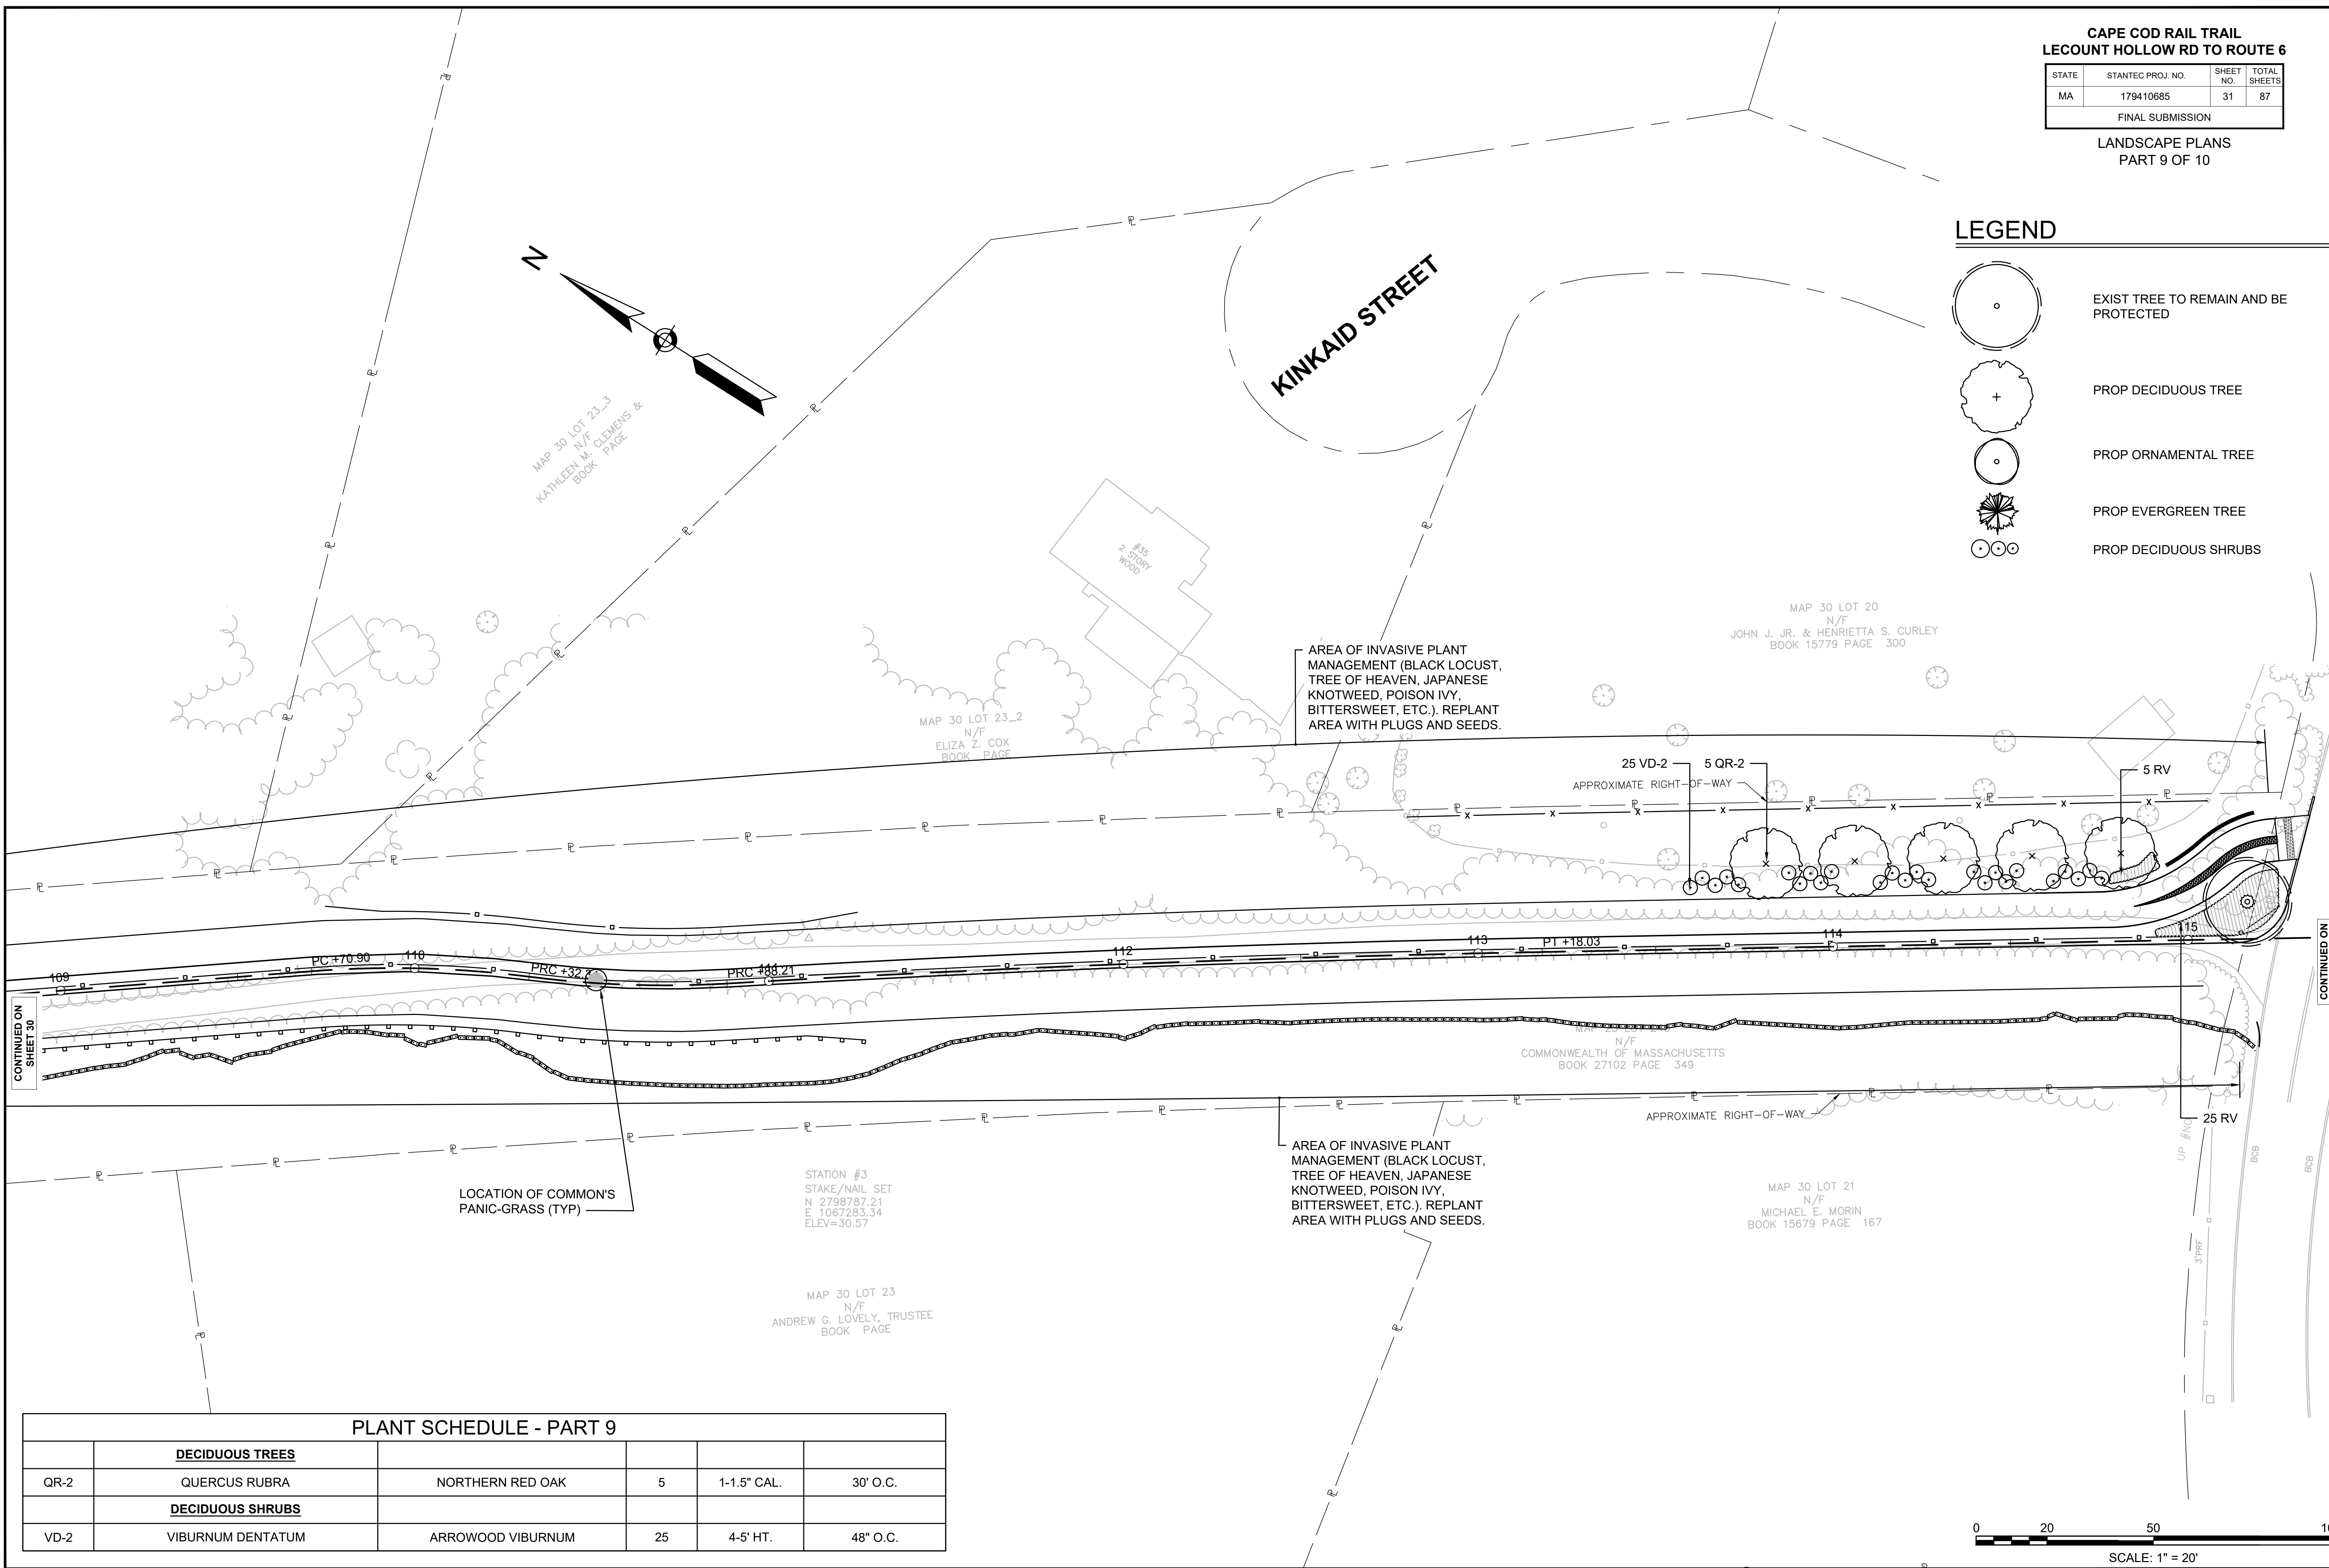 CAPE COD RAIL TRAIL
LECOUNT HOLLOW RD TO ROUTE 6
STATE STANTEC PROJ. NO. SHEET NO. TOTAL SHEETS
MA 179410685 31 87
FINAL SUBMISSION
LANDSCAPE PLANS
PART 9 OF 10
LEGEND
EXIST TREE TO REMAIN AND BE
PROTECTED
PROP DECIDUOUS TREE
PROP ORNAMENTAL TREE
PROP EVERGREEN TREE
PROP DECIDUOUS SHRUBS
N
KINKAID STREET
MAP 30 LOT 23_3
N/F
KATHLEEN M. CLEMENS &
BOOK PAGE
#35
2 STORY
WOOD
MAP 30 LOT 20
N/F
JOHN J. JR. & HENRIETTA S. CURLEY
BOOK 15779 PAGE 300
AREA OF INVASIVE PLANT
MANAGEMENT (BLACK LOCUST,
TREE OF HEAVEN, JAPANESE
KNOTWEED, POISON IVY,
BITTERSWEET, ETC.). REPLANT
AREA WITH PLUGS AND SEEDS.
MAP 30 LOT 23_2
N/F
ELIZA Z. COX
BOOK PAGE
25 VD-2 5 QR-2
5 RV
APPROXIMATE RIGHT-OF-WAY
109
PC +70.90
110
PRC +32.
PRC +88.21
112
113
PT +18.03
114
115
CONTINUED ON
SHEET 30
CONTINUED ON
N/F
COMMONWEALTH OF MASSACHUSETTS
BOOK 27102 PAGE 349
APPROXIMATE RIGHT-OF-WAY
25 RV
UP #NO
BCB
BCB
3'PRF
LOCATION OF COMMON'S
PANIC-GRASS (TYP)
STATION #3
STAKE/NAIL SET
N 2798787.21
E 1067283.34
ELEV=30.57
AREA OF INVASIVE PLANT
MANAGEMENT (BLACK LOCUST,
TREE OF HEAVEN, JAPANESE
KNOTWEED, POISON IVY,
BITTERSWEET, ETC.). REPLANT
AREA WITH PLUGS AND SEEDS.
MAP 30 LOT 21
N/F
MICHAEL E. MORIN
BOOK 15679 PAGE 167
MAP 30 LOT 23
N/F
ANDREW G. LOVELY, TRUSTEE
BOOK PAGE
PLANT SCHEDULE - PART 9
DECIDUOUS TREES
QR-2 QUERCUS RUBRA NORTHERN RED OAK 5 1-1.5" CAL. 30' O.C.
DECIDUOUS SHRUBS
VD-2 VIBURNUM DENTATUM ARROWOOD VIBURNUM 25 4-5' HT. 48" O.C.
0 20 50
SCALE: 1" = 20'